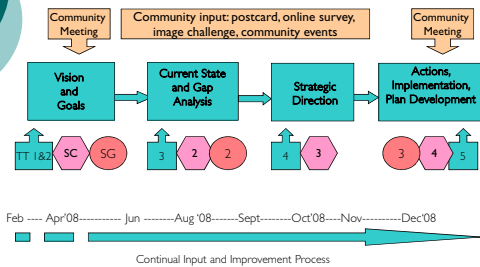 Community
Meeting
Community input: postcard, online survey,
image challenge, community events
Community
Meeting
Vision
and
Goals
Current State
and Gap
Analysis
Strategic
Direction
Actions,
Implementation,
Plan Development
TT 1&2
SC
SG
3
2
2
4
3
3
4
5
Feb ---- Apr'08----------- Jun -------Aug '08------Sept------Oct'08----Nov-------Dec'08
Continual Input and Improvement Process